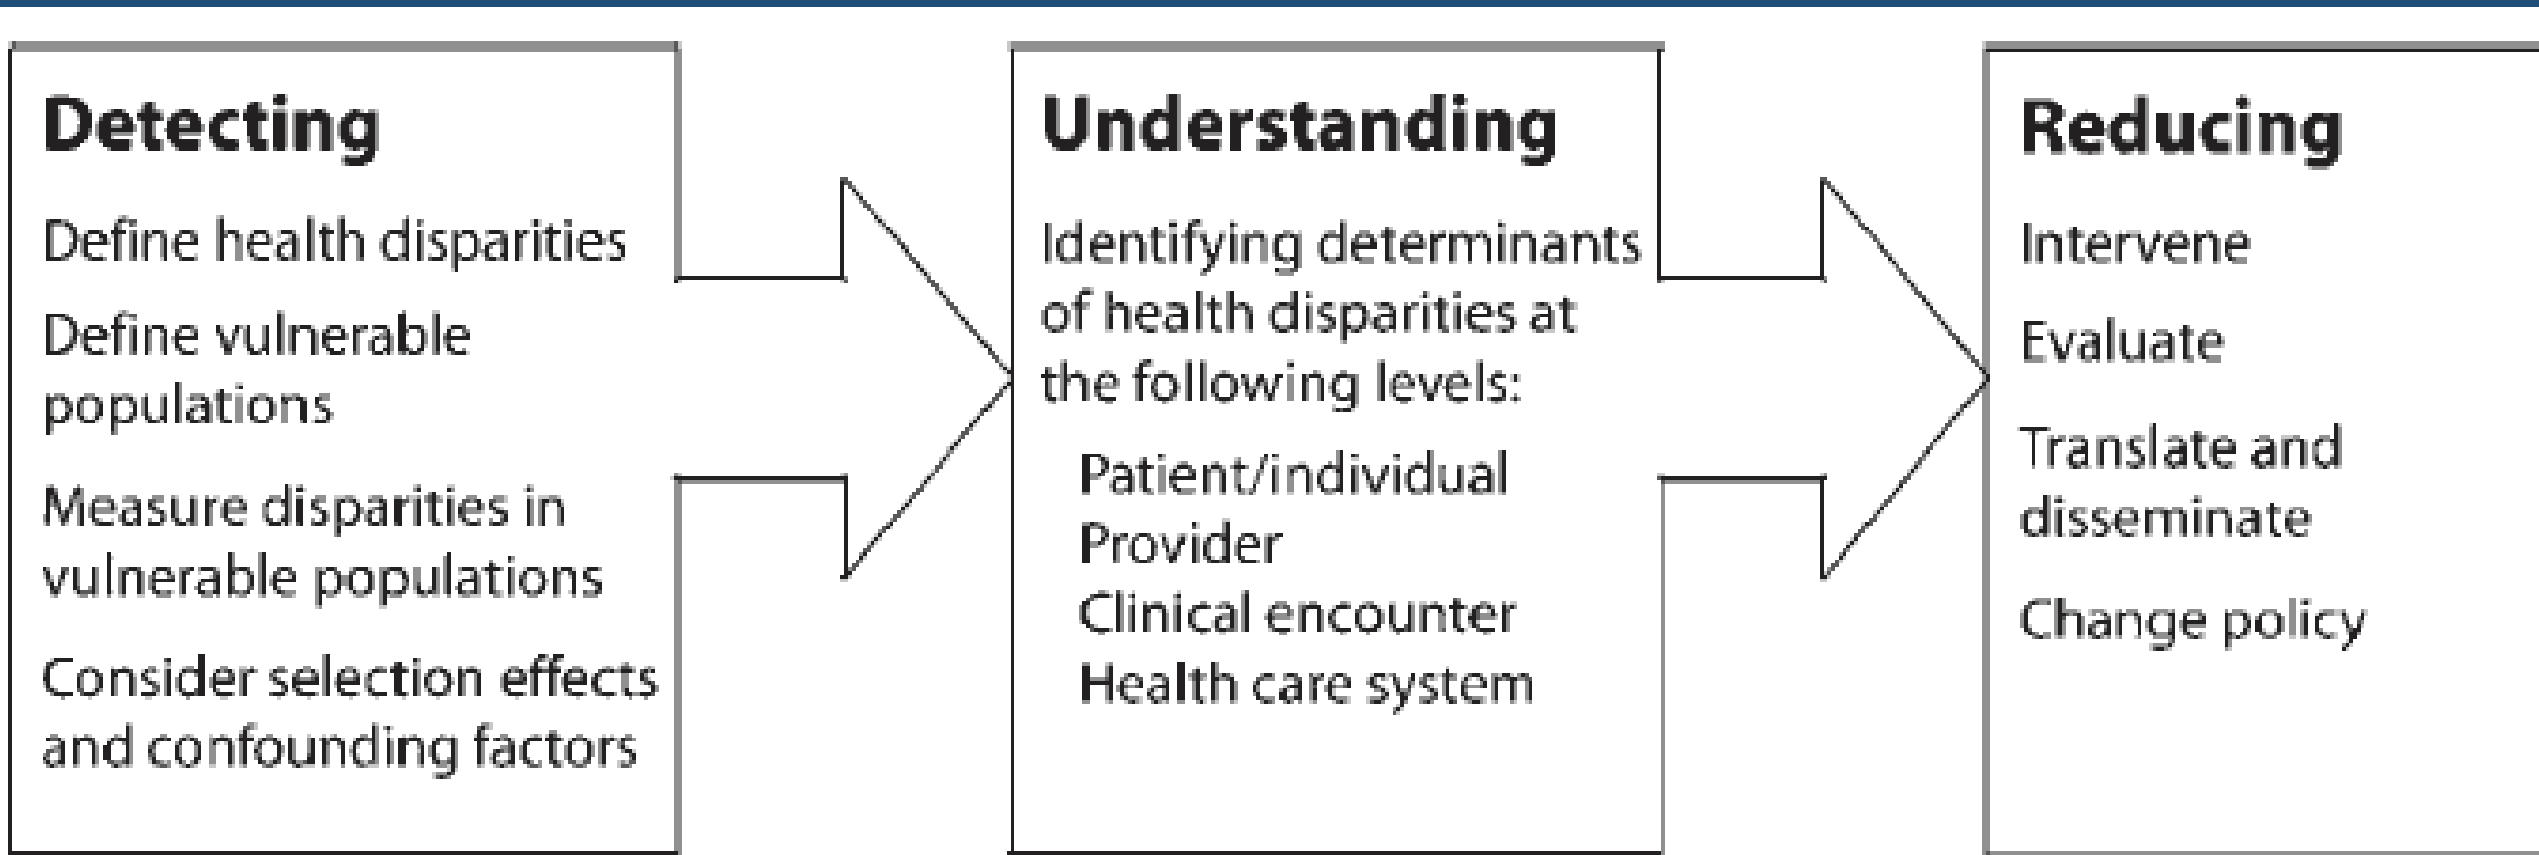 Detecting
Define health disparities
Define vulnerable
populations
Measure disparities in
vulnerable populations
Consider selection effects
and confounding factors
Understanding
Identifying determinants
of health disparities at
the following levels:
Patient/individual
Provider
Clinical encounter
Health care system
Reducing
Intervene
Evaluate
Translate and
disseminate
Change policy